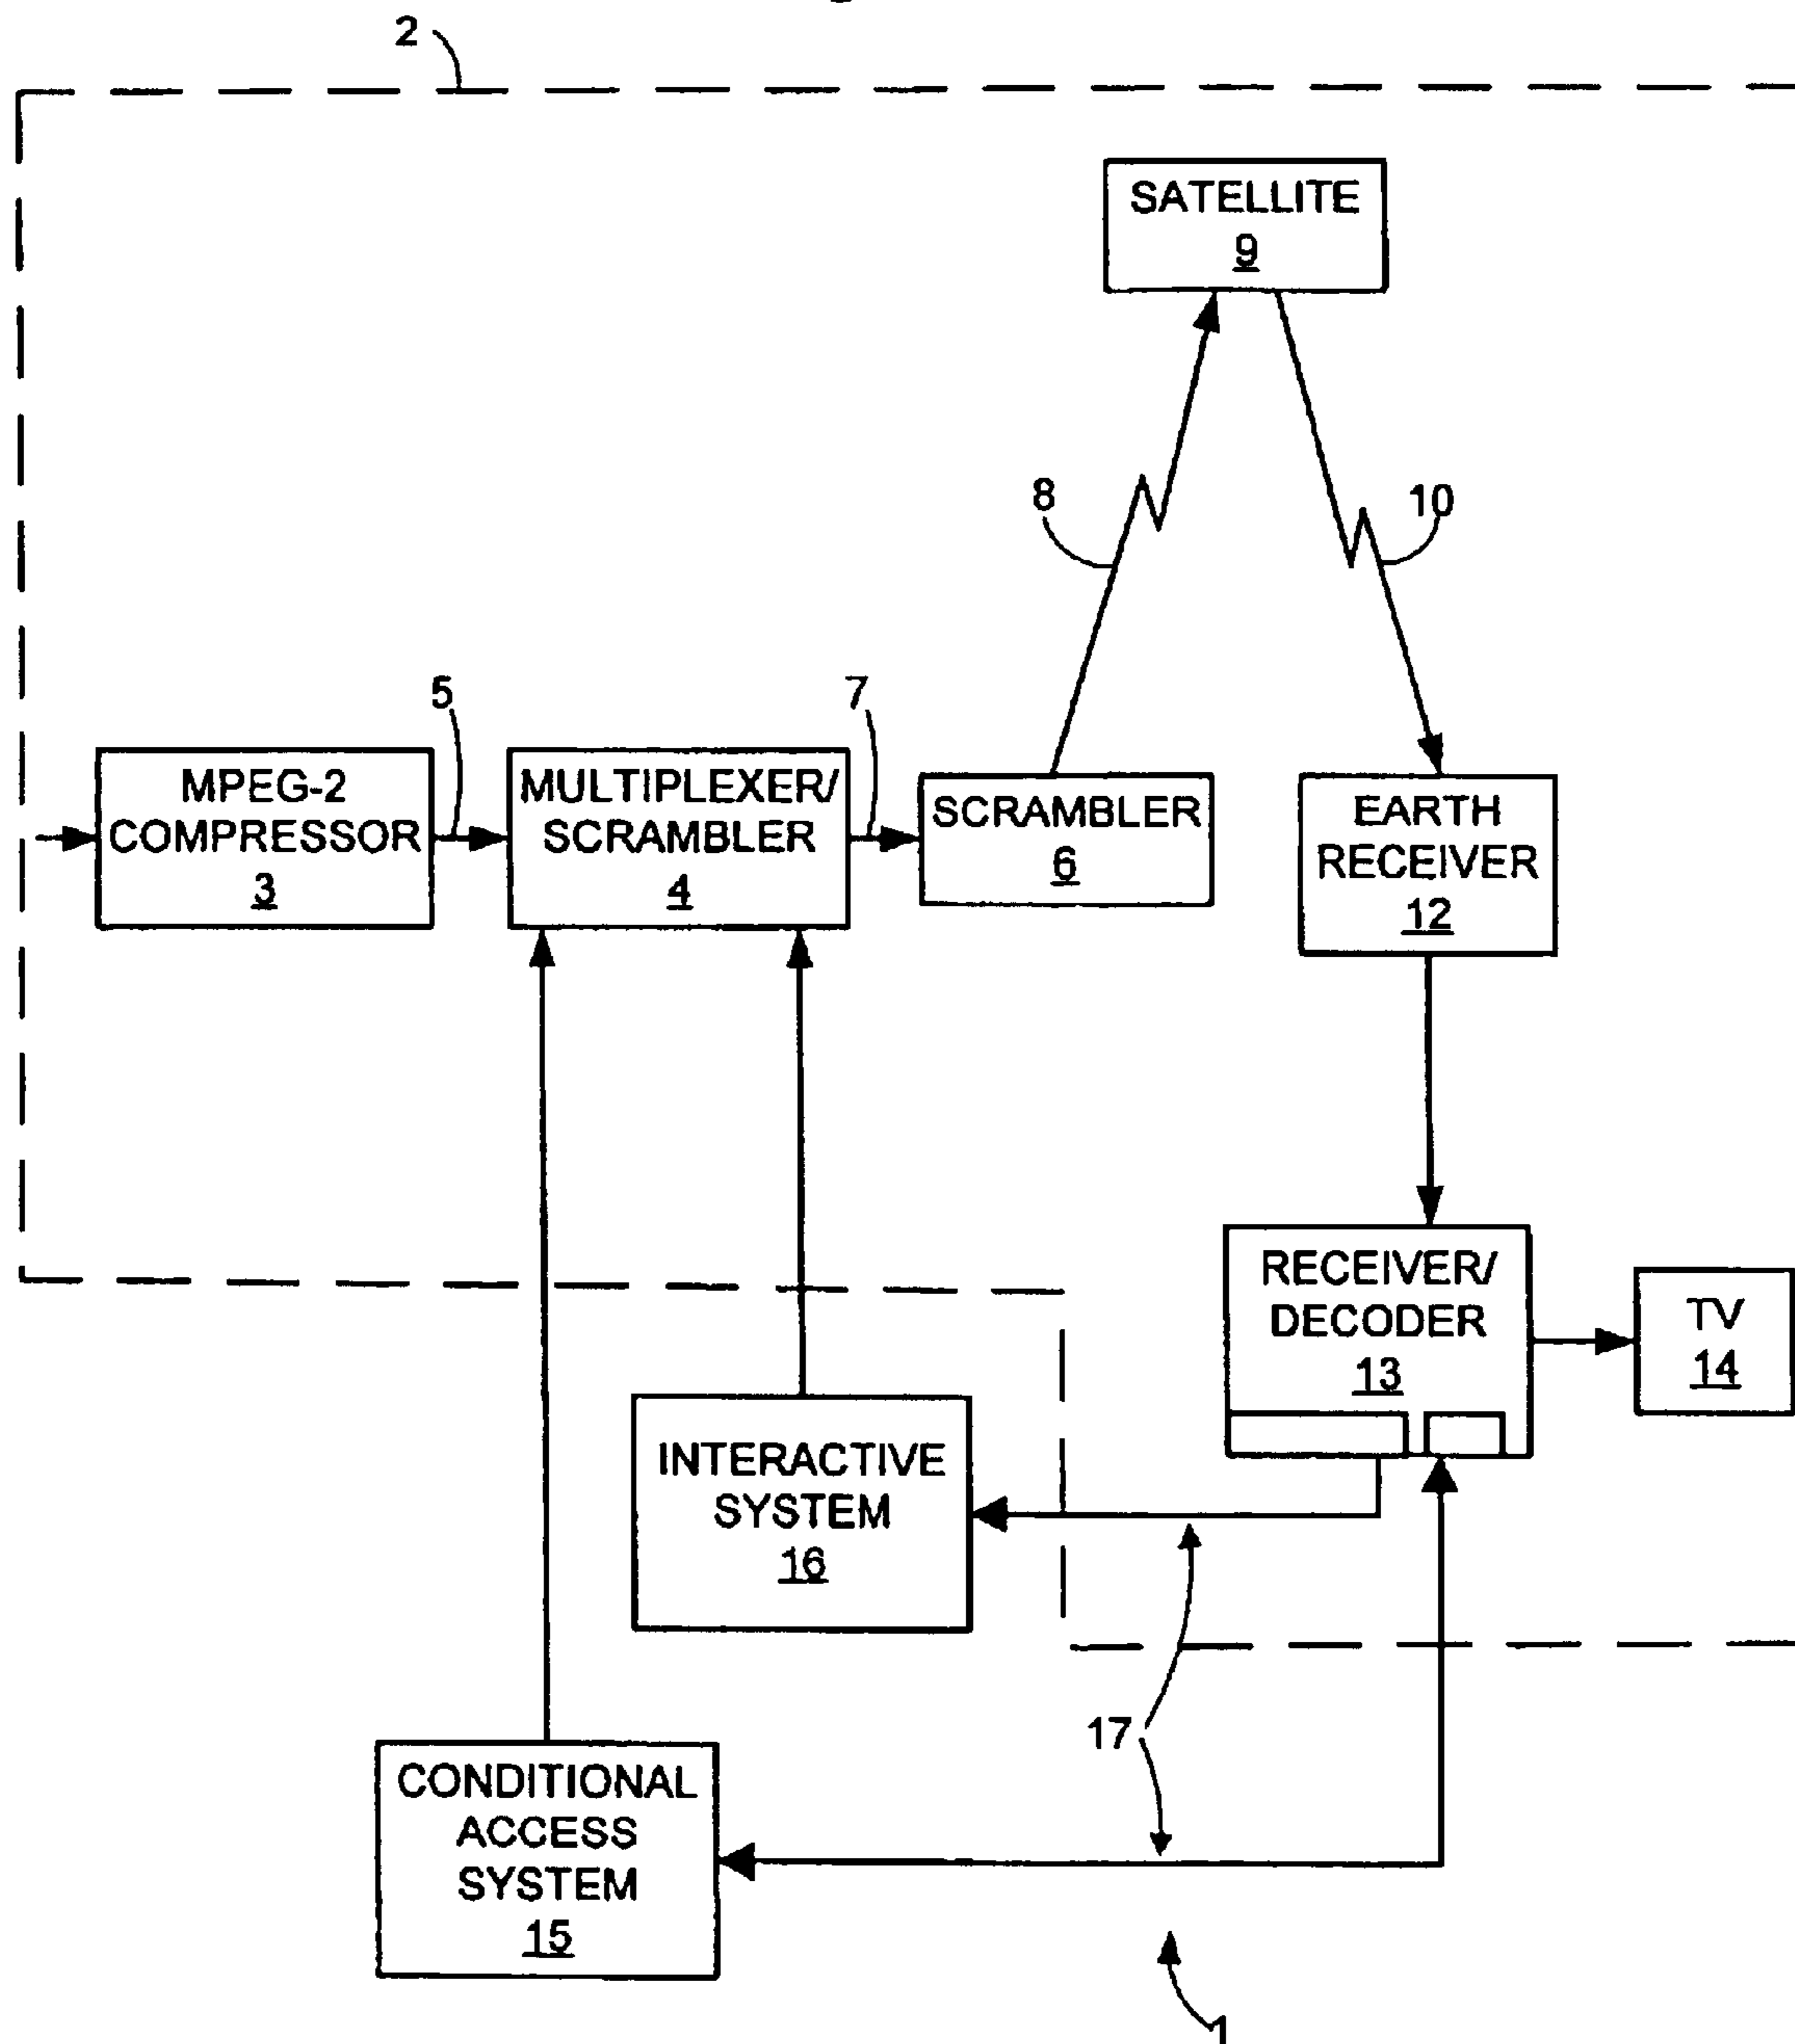 2
SATELLITE
9
8
10
5
7
MPEG-2
COMPRESSOR
3
MULTIPLEXER/
SCRAMBLER
4
SCRAMBLER
6
EARTH
RECEIVER
12
RECEIVER/
DECODER
13
TV
14
INTERACTIVE
SYSTEM
16
17
CONDITIONAL
ACCESS
SYSTEM
15
1